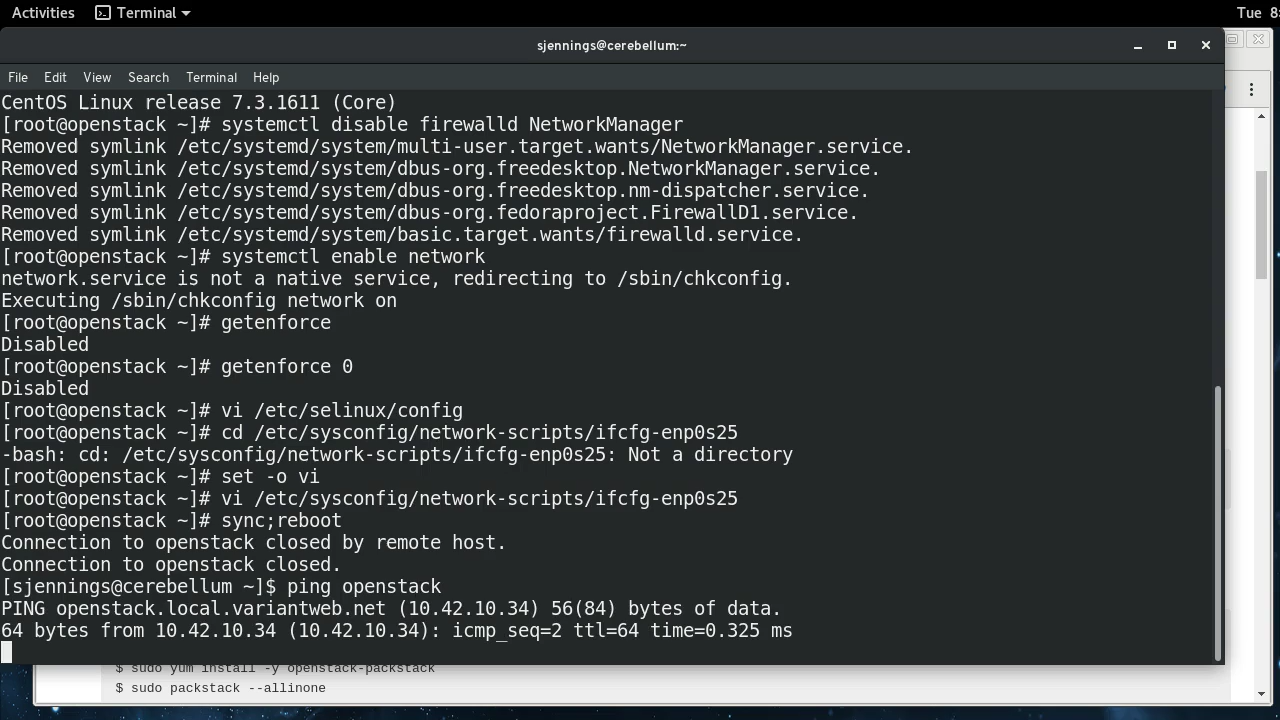 Activities Terminal Tue 8:
sjennings@cerebellum:~
File Edit View Search Terminal Help
CentOS Linux release 7.3.1611 (Core)
[root@openstack ~]# systemctl disable firewalld NetworkManager
Removed symlink /etc/systemd/system/multi-user.target.wants/NetworkManager.service.
Removed symlink /etc/systemd/system/dbus-org.freedesktop.NetworkManager.service.
Removed symlink /etc/systemd/system/dbus-org.freedesktop.nm-dispatcher.service.
Removed symlink /etc/systemd/system/dbus-org.fedoraproject.FirewallD1.service.
Removed symlink /etc/systemd/system/basic.target.wants/firewalld.service.
[root@openstack ~]# systemctl enable network
network.service is not a native service, redirecting to /sbin/chkconfig.
Executing /sbin/chkconfig network on
[root@openstack ~]# getenforce
Disabled
[root@openstack ~]# getenforce 0
Disabled
[root@openstack ~]# vi /etc/selinux/config
[root@openstack ~]# cd /etc/sysconfig/network-scripts/ifcfg-enp0s25
-bash: cd: /etc/sysconfig/network-scripts/ifcfg-enp0s25: Not a directory
[root@openstack ~]# set -o vi
[root@openstack ~]# vi /etc/sysconfig/network-scripts/ifcfg-enp0s25
[root@openstack ~]# sync;reboot
Connection to openstack closed by remote host.
Connection to openstack closed.
[sjennings@cerebellum ~]$ ping openstack
PING openstack.local.variantweb.net (10.42.10.34) 56(84) bytes of data.
64 bytes from 10.42.10.34 (10.42.10.34): icmp_seq=2 ttl=64 time=0.325 ms
$ sudo yum install -y openstack-packstack
$ sudo packstack --allinone